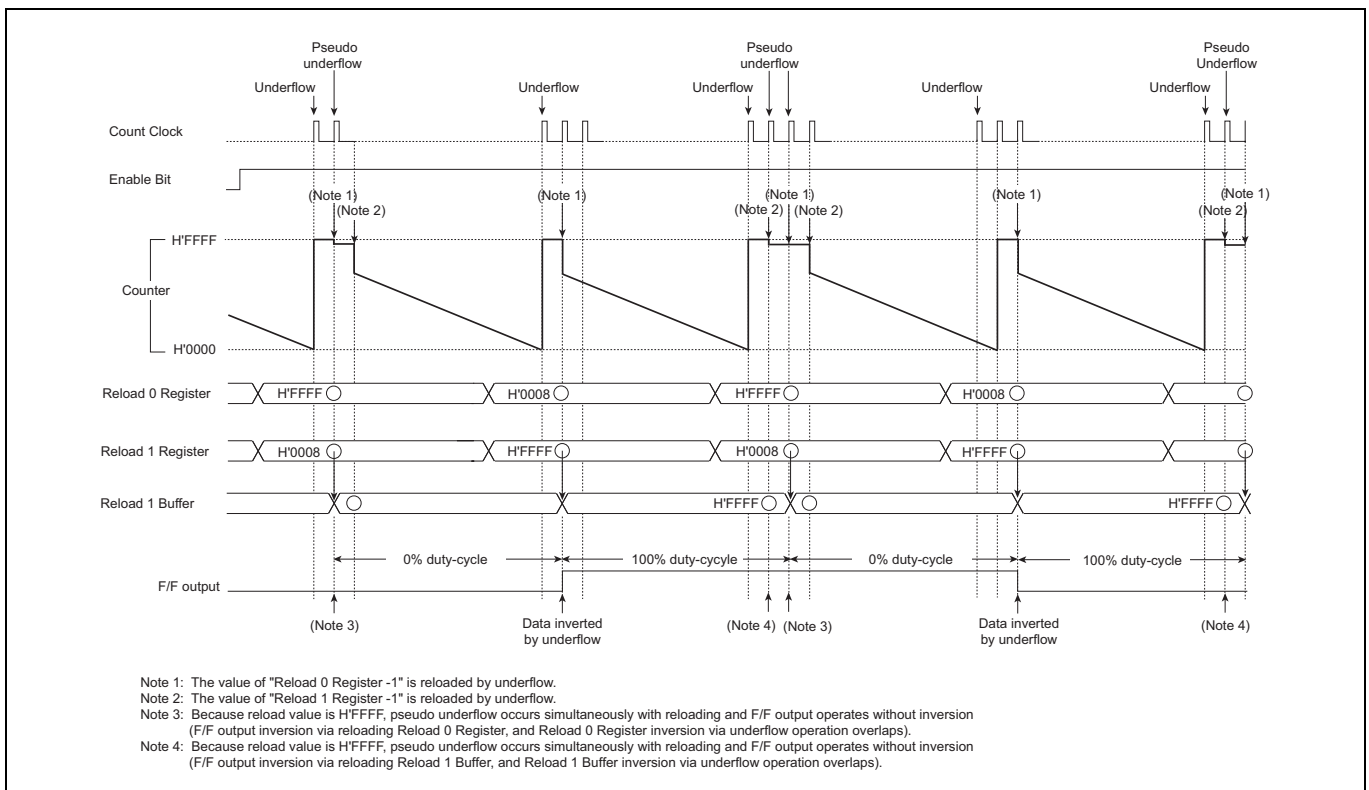 Pseudo
underflow
Pseudo
Underflow
Underflow
Underflow
Underflow
Underflow
Underflow
Count Clock
Enable Bit
(Note 1)
(Note 2)
(Note 1)
(Note 1)
(Note 2)
(Note 2)
(Note 1)
(Note 1)
(Note 2)
H'FFFF
Counter
H'0000
Reload 0 Register
H'FFFF
H'0008
H'FFFF
H'0008
Reload 1 Register
H'0008
H'FFFF
H'0008
H'FFFF
Reload 1 Buffer
H'FFFF
H'FFFF
0% duty-cycle
100% duty-cycyle
0% duty-cycle
100% duty-cycle
F/F output
(Note 3)
Data inverted
by underflow
(Note 4)
(Note 3)
Data inverted
by underflow
(Note 4)
Note 1: The value of "Reload 0 Register -1" is reloaded by underflow.
Note 2: The value of "Reload 1 Register -1" is reloaded by underflow.
Note 3: Because reload value is H'FFFF, pseudo underflow occurs simultaneously with reloading and F/F output operates without inversion
(F/F output inversion via reloading Reload 0 Register, and Reload 0 Register inversion via underflow operation overlaps).
Note 4: Because reload value is H'FFFF, pseudo underflow occurs simultaneously with reloading and F/F output operates without inversion
(F/F output inversion via reloading Reload 1 Buffer, and Reload 1 Buffer inversion via underflow operation overlaps).